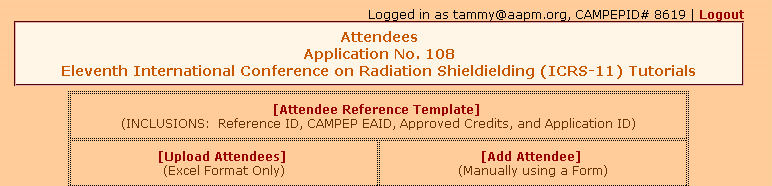 Logged in as tammy@aapm.org, CAMPEPID# 8619 | Logout
Attendees
Application No. 108
Eleventh International Conference on Radiation Shieldielding (ICRS-11) Tutorials
[Attendee Reference Template]
(INCLUSIONS: Reference ID, CAMPEP EAID, Approved Credits, and Application ID)
[Upload Attendees]
(Excel Format Only)
[Add Attendee]
(Manually using a Form)